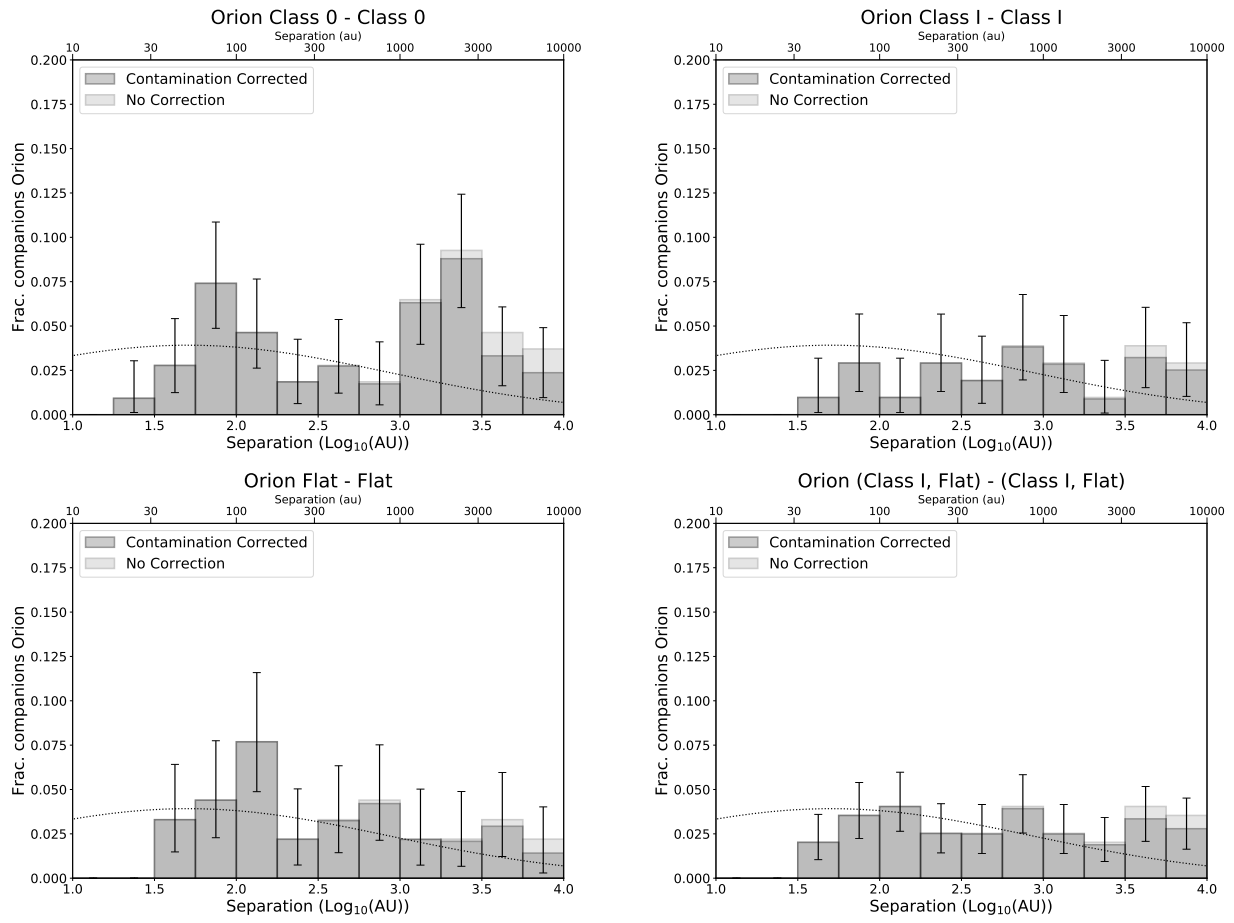 Orion Class 0 - Class 0
Separation (au)
10 30 100 300 1000 3000 10000
Contamination Corrected
No Correction
0.200
0.175
0.150
0.125
0.100
0.075
0.050
0.025
0.000
Frac. companions Orion
1.0 1.5 2.0 2.5 3.0 3.5 4.0
Separation (Log10(AU))
Orion Class I - Class I
Separation (au)
10 30 100 300 1000 3000 10000
Contamination Corrected
No Correction
0.200
0.175
0.150
0.125
0.100
0.075
0.050
0.025
0.000
Frac. companions Orion
1.0 1.5 2.0 2.5 3.0 3.5 4.0
Separation (Log10(AU))
Orion Flat - Flat
Separation (au)
10 30 100 300 1000 3000 10000
Contamination Corrected
No Correction
0.200
0.175
0.150
0.125
0.100
0.075
0.050
0.025
0.000
Frac. companions Orion
1.0 1.5 2.0 2.5 3.0 3.5 4.0
Separation (Log10(AU))
Orion (Class I, Flat) - (Class I, Flat)
Separation (au)
10 30 100 300 1000 3000 10000
Contamination Corrected
No Correction
0.200
0.175
0.150
0.125
0.100
0.075
0.050
0.025
0.000
Frac. companions Orion
1.0 1.5 2.0 2.5 3.0 3.5 4.0
Separation (Log10(AU))